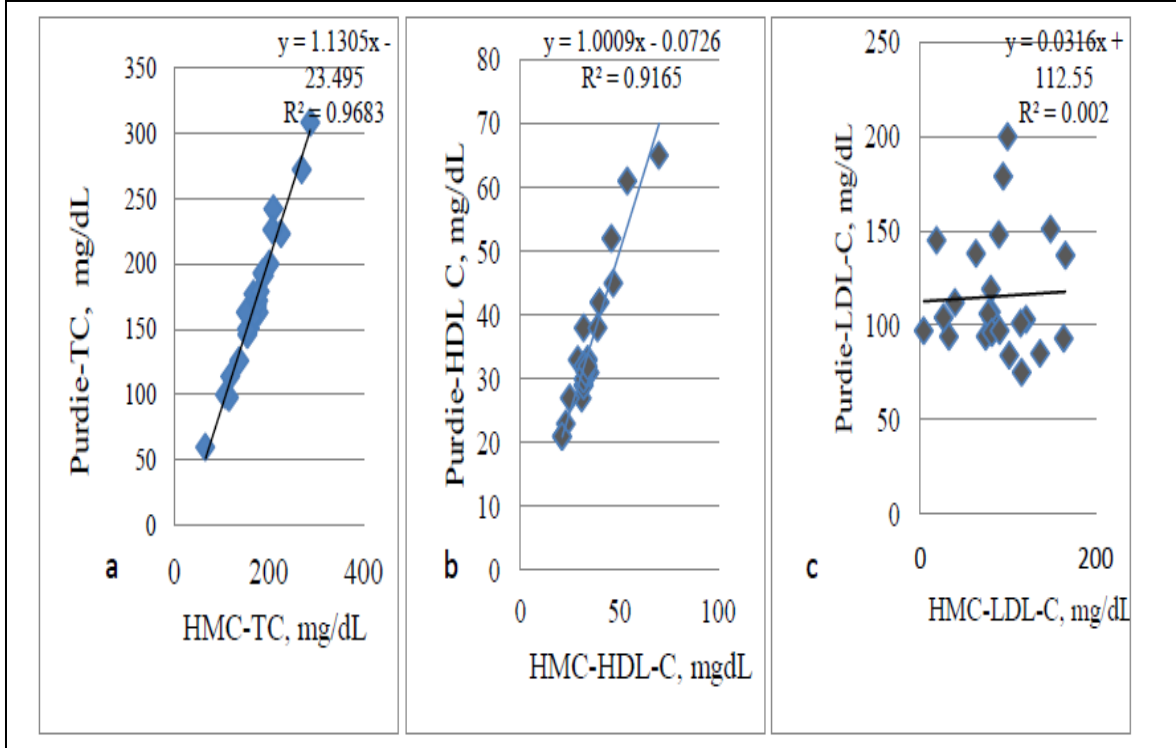 y = 1.1305x -
23.495
R² = 0.9683
350
300
250
200
150
100
50
0
Purdie-TC, mg/dL
a
0 200 400
HMC-TC, mg/dL
y = 1.0009x - 0.0726
R² = 0.9165
80
70
60
50
40
30
20
10
0
Purdie-HDL C, mg/dL
b
0 50 100
HMC-HDL-C, mgdL
y = 0.0316x +
112.55
R² = 0.002
250
200
150
100
50
0
Purdie-LDL-C, mg/dL
c
0 200
HMC-LDL-C, mg/dL